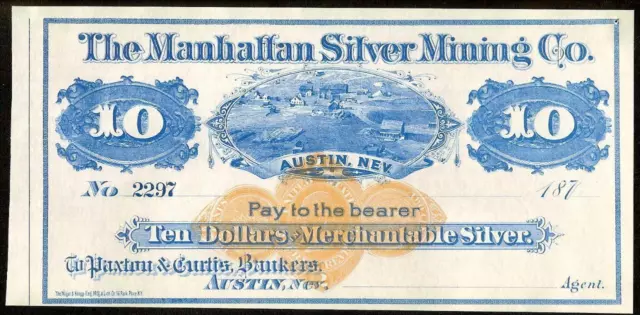 The Manhattan Silver Mining Co.
10 10
AUSTIN, NEV.
No 2297 187
Pay to the bearer
Ten Dollars Merchantable Silver.
To Paxton & Curtis, Bankers,
AUSTIN, Nev. Agent.